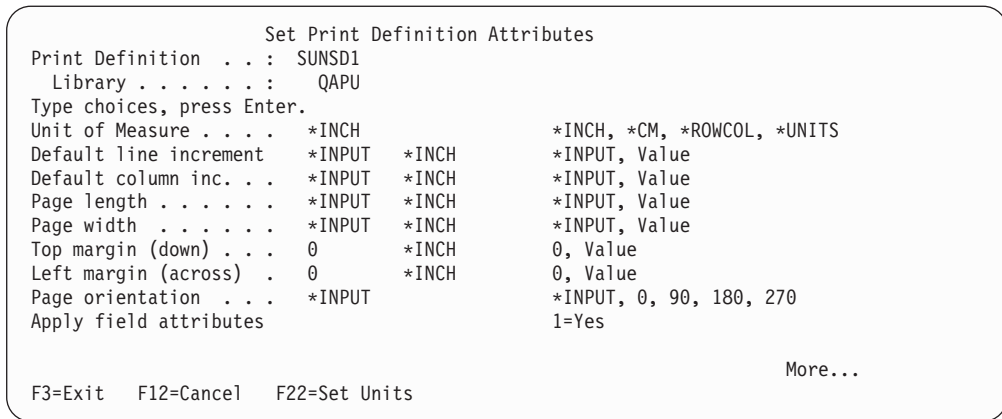 Set Print Definition Attributes
Print Definition . . : SUNSD1
Library . . . . . . : QAPU
Type choices, press Enter.
Unit of Measure . . . . *INCH *INCH, *CM, *ROWCOL, *UNITS
Default line increment *INPUT *INCH *INPUT, Value
Default column inc. . . *INPUT *INCH *INPUT, Value
Page length . . . . . . *INPUT *INCH *INPUT, Value
Page width . . . . . . *INPUT *INCH *INPUT, Value
Top margin (down) . . . 0 *INCH 0, Value
Left margin (across) . 0 *INCH 0, Value
Page orientation . . . *INPUT *INPUT, 0, 90, 180, 270
Apply field attributes 1=Yes
More...
F3=Exit F12=Cancel F22=Set Units